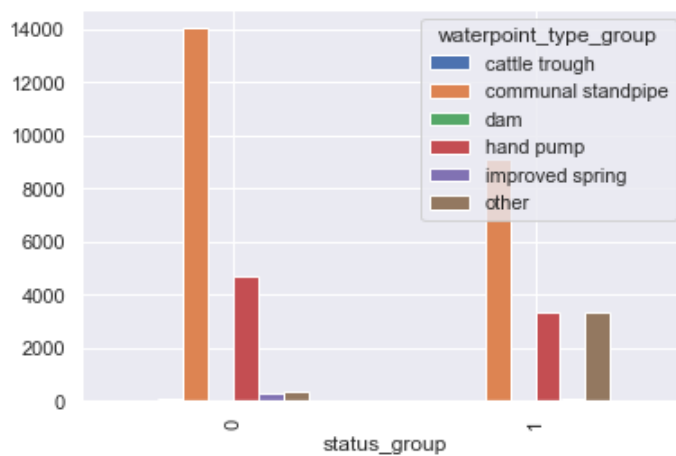 14000
12000
10000
8000
6000
4000
2000
0
waterpoint_type_group
cattle trough
communal standpipe
dam
hand pump
improved spring
other
0
1
status_group